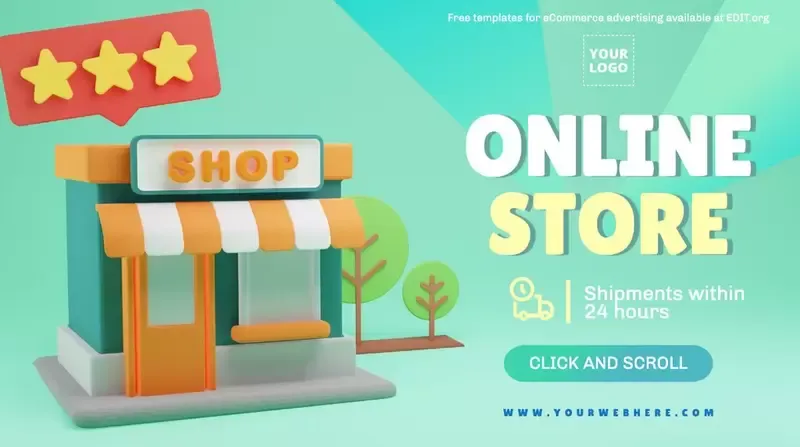 Free templates for eCommerce advertising available at EDIT.org
YOUR
LOGO
SHOP
ONLINE
STORE
Shipments within
24 hours
CLICK AND SCROLL
WWW.YOURWEBHERE.COM